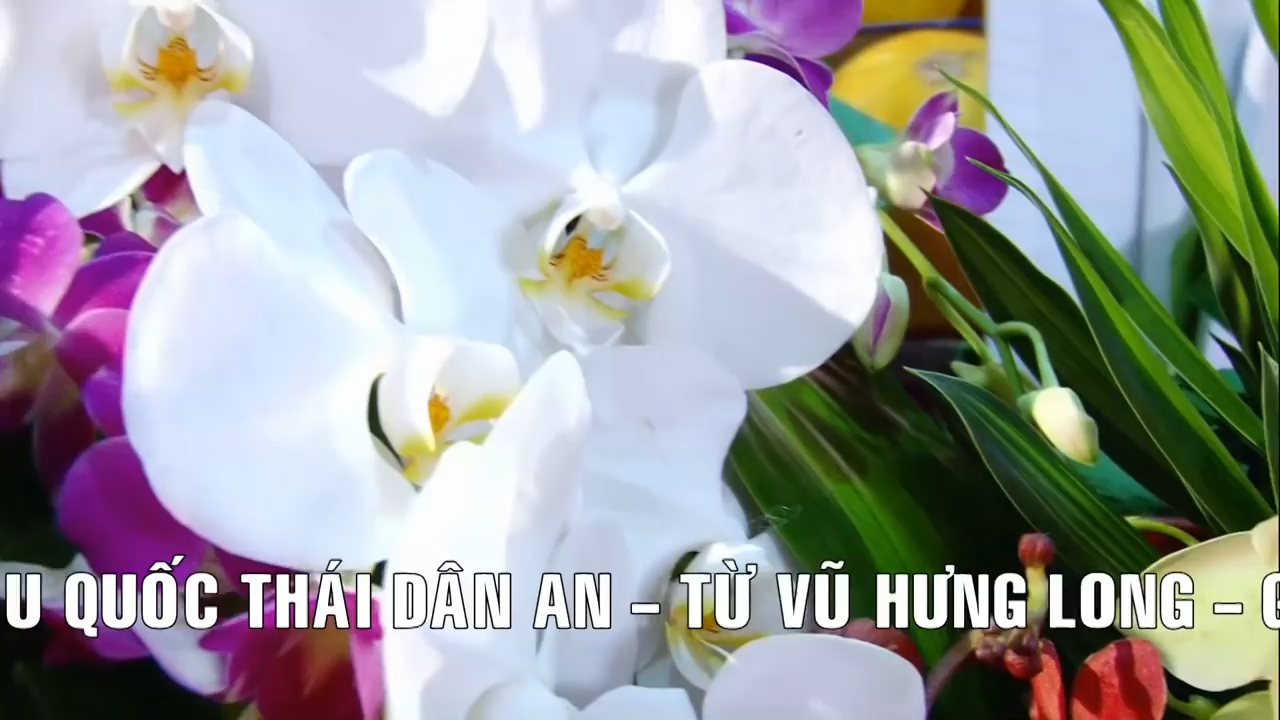 U QUỐC THÁI DÂN AN – TỪ VŨ HƯNG LONG –